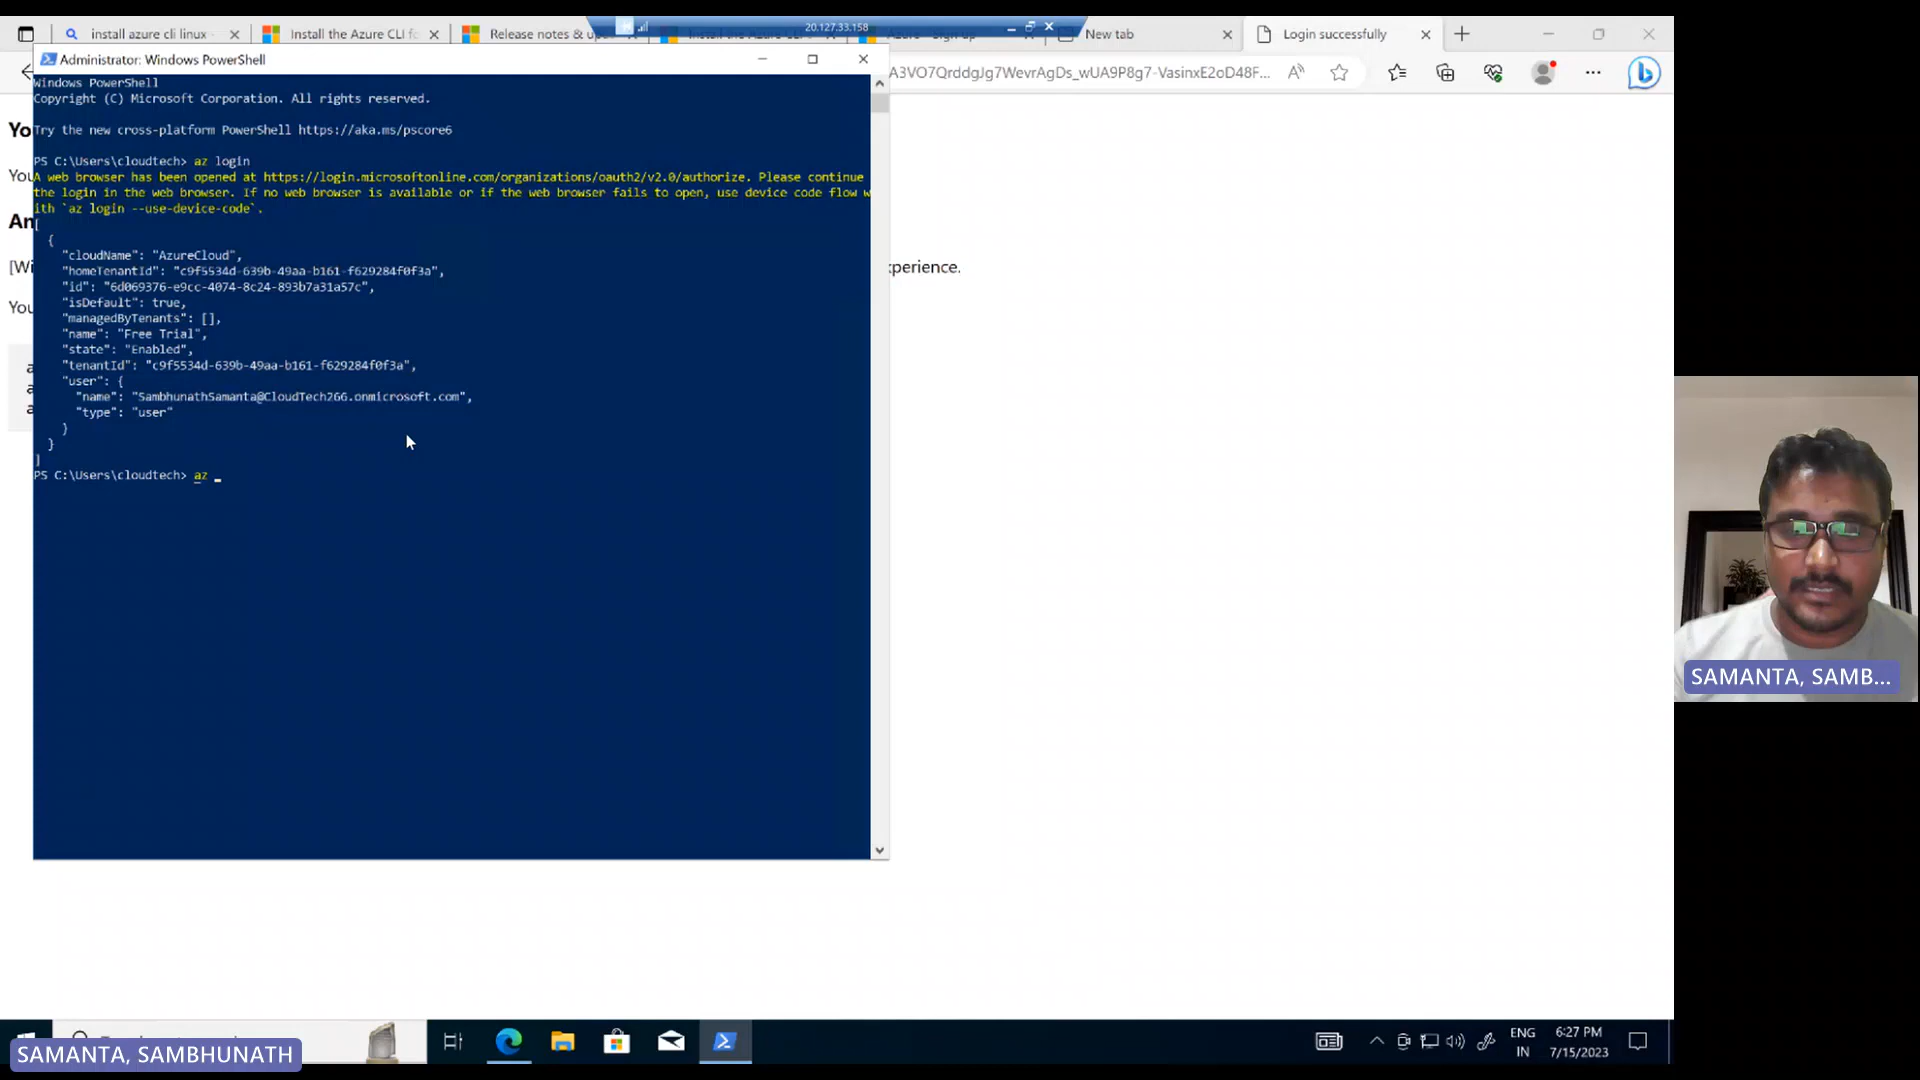 install azure cli linux
Install the Azure CLI for
Release notes & up
20.127.33.158
New tab
Login successfully
Administrator: Windows PowerShell
A3VO7QrddgJg7WevrAgDs_wUA9P8g7-VasinxE2oD48F...
Windows PowerShell
Copyright (C) Microsoft Corporation. All rights reserved.
Try the new cross-platform PowerShell https://aka.ms/pscore6
PS C:\Users\cloudtech> az login
A web browser has been opened at https://login.microsoftonline.com/organizations/oauth2/v2.0/authorize. Please continue
the login in the web browser. If no web browser is available or if the web browser fails to open, use device code flow w
ith `az login --use-device-code`.
[
{
"cloudName": "AzureCloud",
"homeTenantId": "c9f5534d-639b-49aa-b161-f629284f0f3a",
"id": "6d069376-e9cc-4074-8c24-893b7a31a57c",
"isDefault": true,
"managedByTenants": [],
"name": "Free Trial",
"state": "Enabled",
"tenantId": "c9f5534d-639b-49aa-b161-f629284f0f3a",
"user": {
"name": "SambhunathSamanta@CloudTech266.onmicrosoft.com",
"type": "user"
}
}
]
PS C:\Users\cloudtech> az _
Yo
You
An
[Wi
xperience.
You
a
a
a
SAMANTA, SAMB...
ENG
IN
6:27 PM
7/15/2023
SAMANTA, SAMBHUNATH